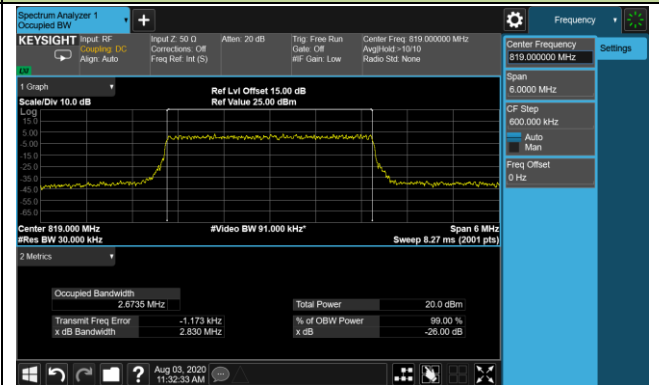 Spectrum Analyzer 1
Occupied BW
Frequency
KEYSIGHT
Input: RF
Coupling: DC
Align: Auto
Input Z: 50 Ω
Corrections: Off
Freq Ref: Int (S)
Atten: 20 dB
Trig: Free Run
Gate: Off
#IF Gain: Low
Center Freq: 819.000000 MHz
Avg|Hold:>10/10
Radio Std: None
Center Frequency
819.000000 MHz
Settings
Span
6.0000 MHz
CF Step
600.000 kHz
Auto
Man
Freq Offset
0 Hz
1 Graph
Scale/Div 10.0 dB
Ref Lvl Offset 15.00 dB
Ref Value 25.00 dBm
Log
15.0
5.00
-5.00
-15.0
-25.0
-35.0
-45.0
-55.0
-65.0
Center 819.000 MHz
#Res BW 30.000 kHz
#Video BW 91.000 kHz*
Span 6 MHz
Sweep 8.27 ms (2001 pts)
2 Metrics
Occupied Bandwidth
2.6735 MHz
Total Power 20.0 dBm
Transmit Freq Error -1.173 kHz
% of OBW Power 99.00 %
x dB Bandwidth 2.830 MHz
x dB -26.00 dB
?
Aug 03, 2020
11:32:33 AM